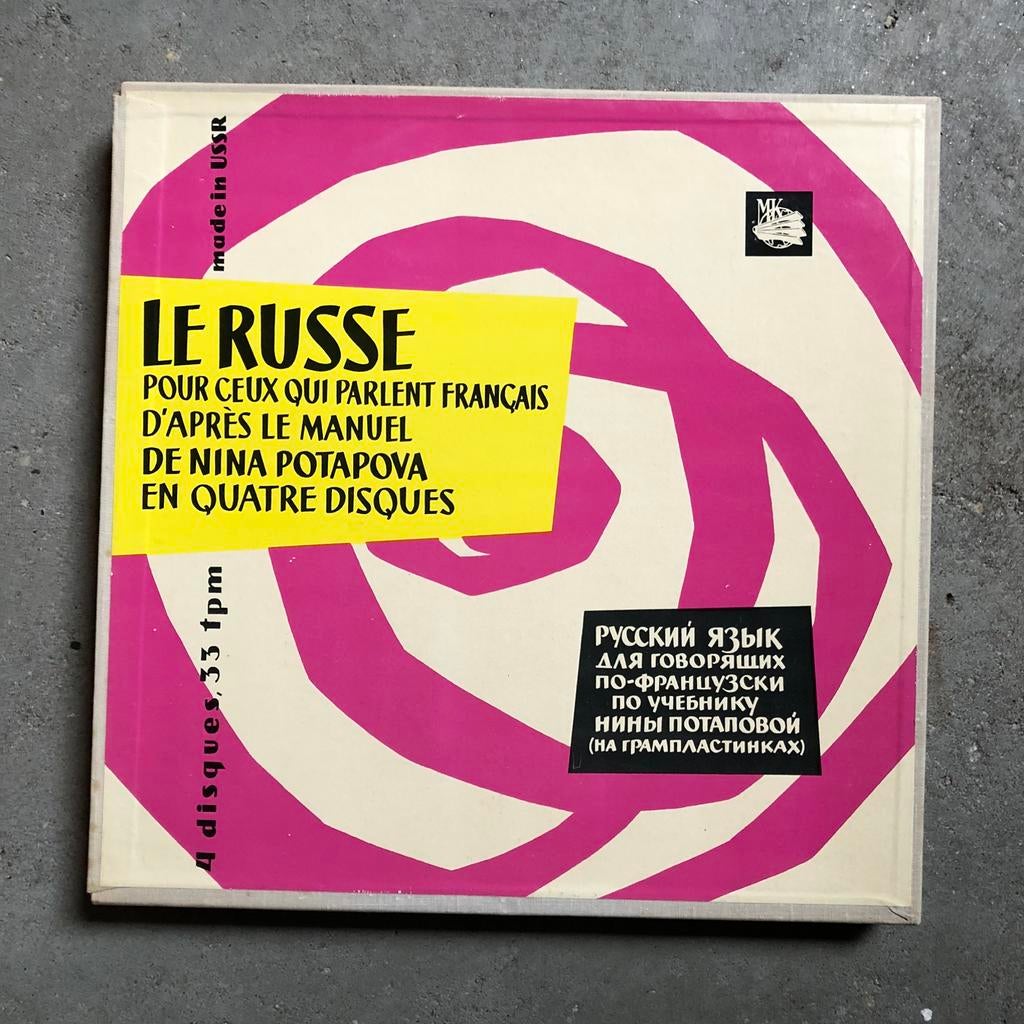 made in USSR
MK
LE RUSSE
POUR CEUX QUI PARLENT FRANÇAIS
D'APRÈS LE MANUEL
DE NINA POTAPOVA
EN QUATRE DISQUES
4 disques, 33 tpm
РУССКИЙ ЯЗЫК
ДЛЯ ГОВОРЯЩИХ
ПО-ФРАНЦУЗСКИ
ПО УЧЕБНИКУ
НИНЫ ПОТАПОВОЙ
(НА ГРАМПЛАСТИНКАХ)